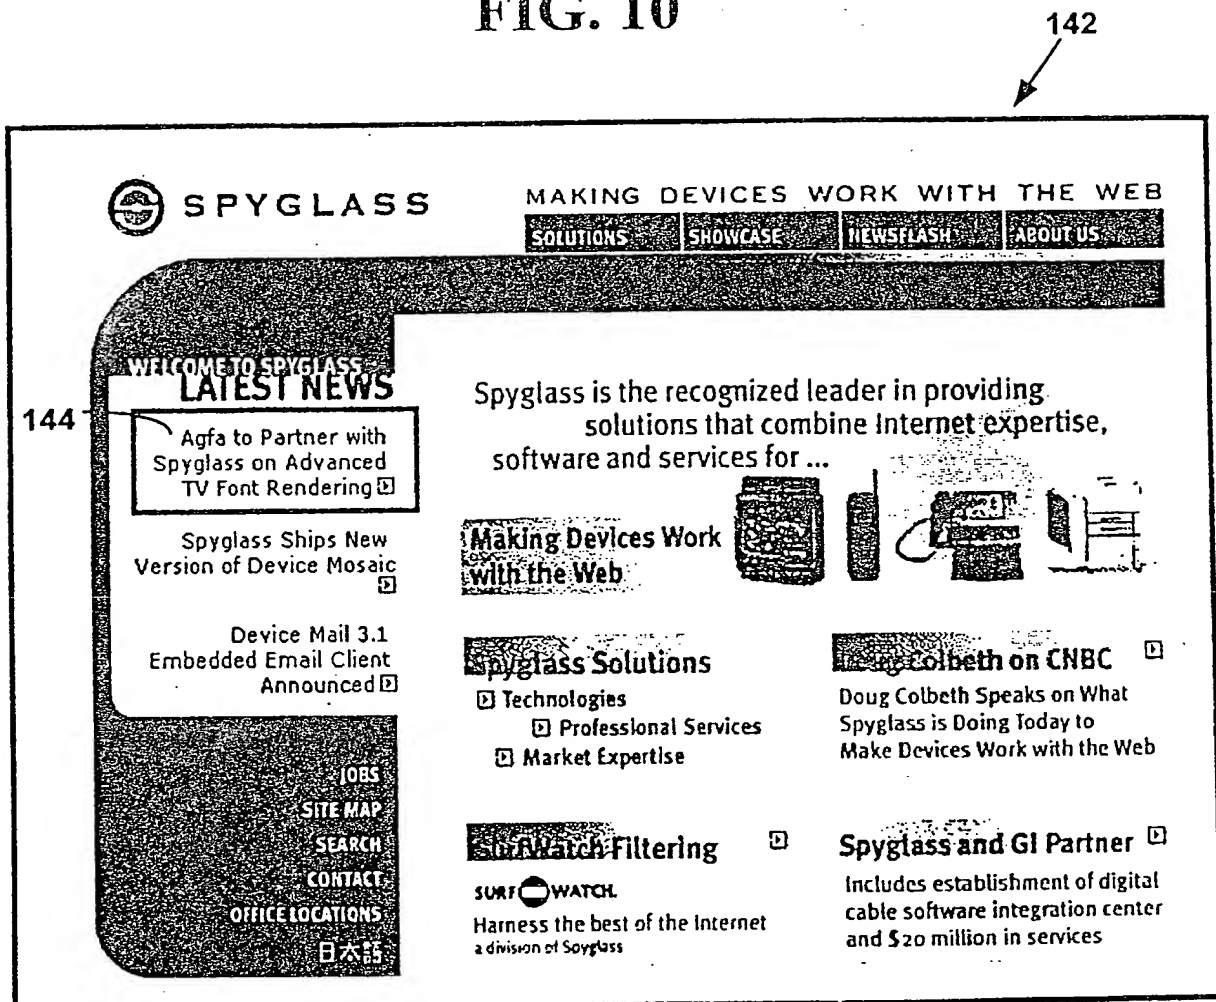 FIG. 10
142
SPYGLASS
MAKING DEVICES WORK WITH THE WEB
SOLUTIONS
SHOWCASE
NEWSFLASH
ABOUT US
WELCOME TO SPYGLASS
LATEST NEWS
144
Agfa to Partner with
Spyglass on Advanced
TV Font Rendering
Spyglass Ships New
Version of Device Mosaic
Device Mail 3.1
Embedded Email Client
Announced
JOBS
SITE MAP
SEARCH
CONTACT
OFFICE LOCATIONS
日本語
Spyglass is the recognized leader in providing
solutions that combine Internet expertise,
software and services for ...
Making Devices Work
with the Web
Spyglass Solutions
Technologies
Professional Services
Market Expertise
Colbeth on CNBC
Doug Colbeth Speaks on What
Spyglass is Doing Today to
Make Devices Work with the Web
SurfWatch Filtering
SURF WATCH.
Harness the best of the Internet
a division of Spyglass
Spyglass and GI Partner
Includes establishment of digital
cable software integration center
and $20 million in services